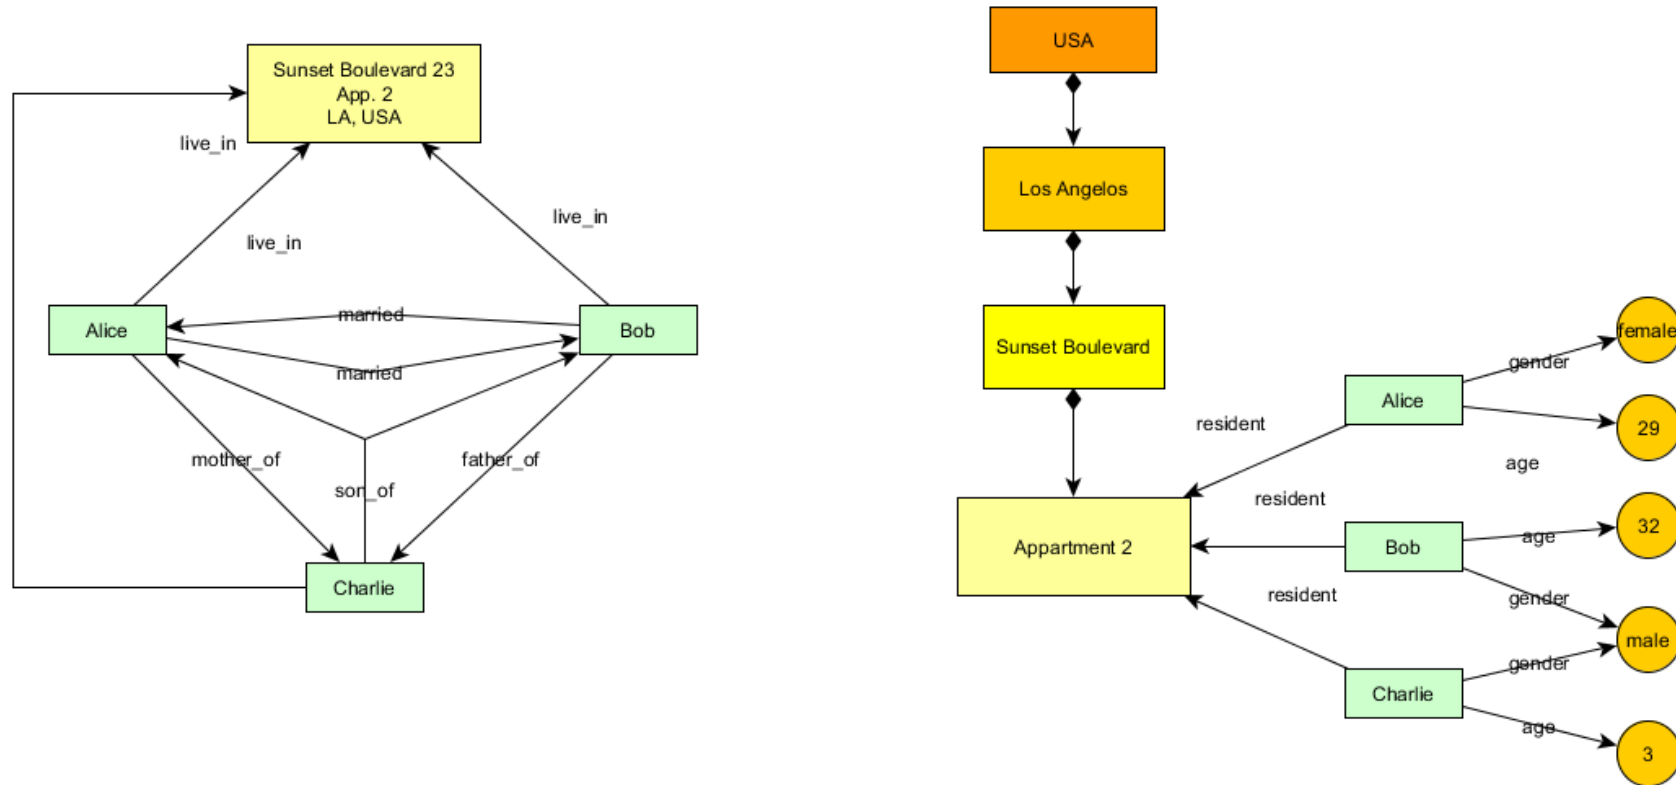 Sunset Boulevard 23
App. 2
LA, USA
live_in
live_in
live_in
Alice
married
Bob
married
mother_of
father_of
son_of
Charlie
USA
Los Angelos
Sunset Boulevard
Appartment 2
resident
resident
resident
Alice
Bob
Charlie
gender
age
age
gender
gender
age
female
29
32
male
3